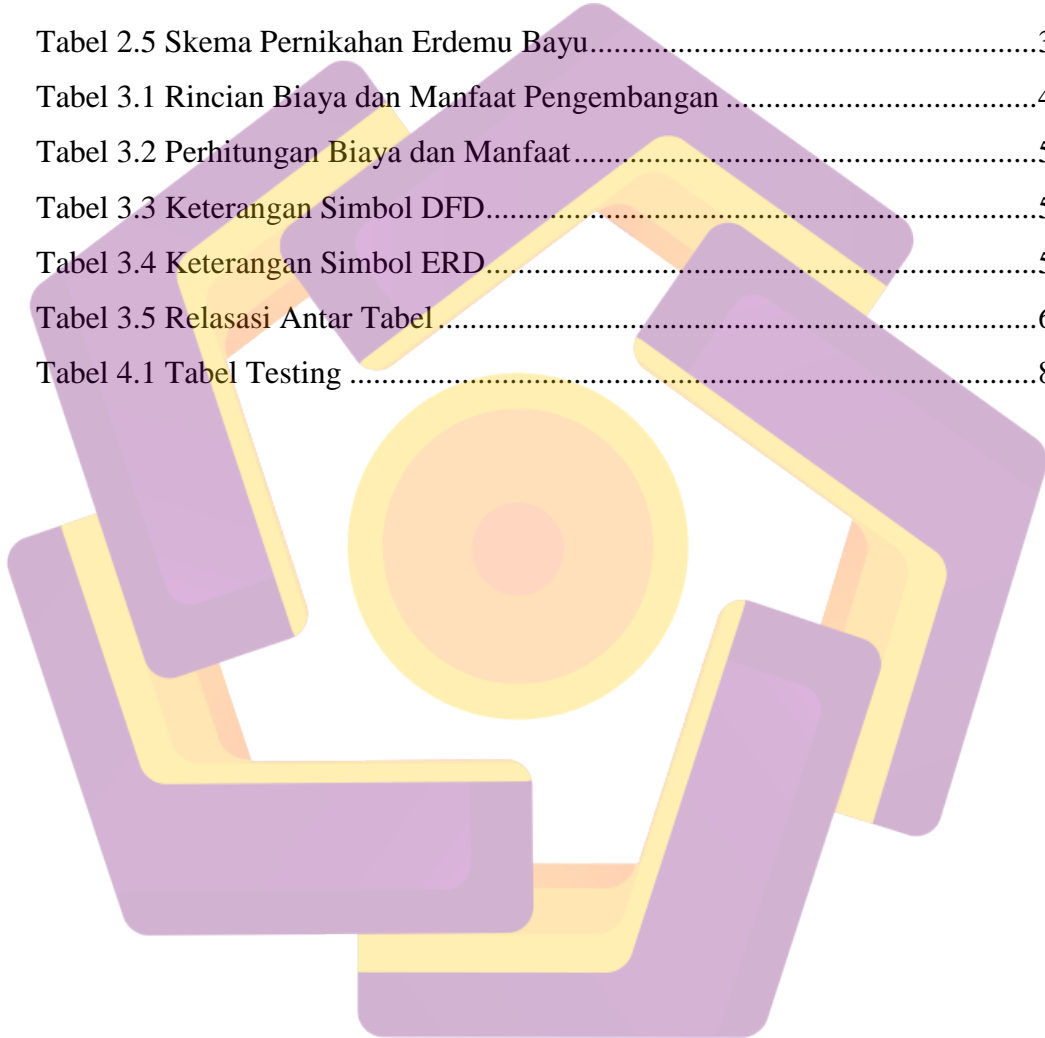 Tabel 2.5 Skema Pernikahan Erdemu Bayu.......................................................3
Tabel 3.1 Rincian Biaya dan Manfaat Pengembangan ......................................4
Tabel 3.2 Perhitungan Biaya dan Manfaat.........................................................5
Tabel 3.3 Keterangan Simbol DFD....................................................................5
Tabel 3.4 Keterangan Simbol ERD....................................................................5
Tabel 3.5 Relasasi Antar Tabel..........................................................................6
Tabel 4.1 Tabel Testing .....................................................................................8